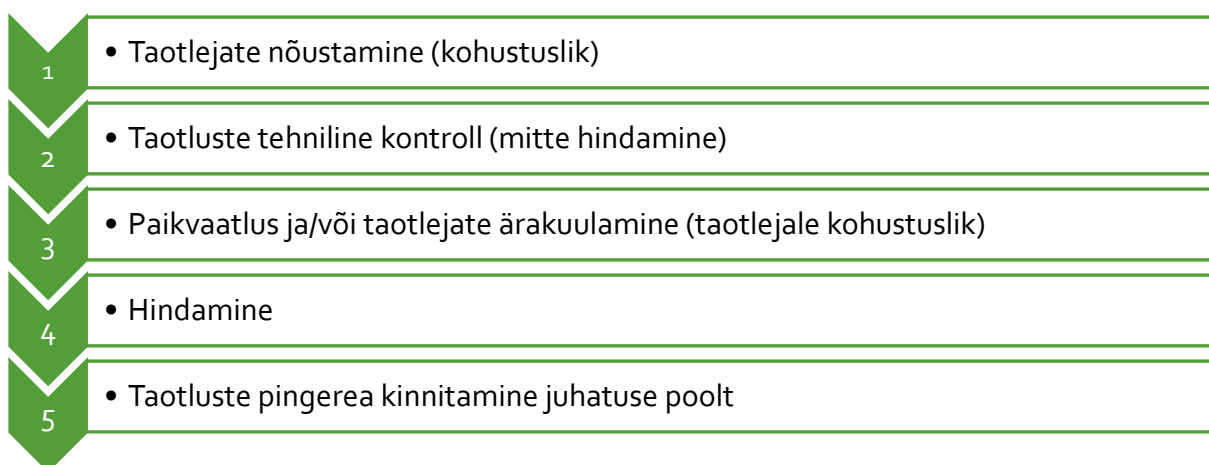 1
• Taotlejate nõustamine (kohustuslik)
2
• Taotluste tehniline kontroll (mitte hindamine)
3
• Paikvaatlus ja/või taotlejate ärakuulamine (taotlejale kohustuslik)
4
• Hindamine
5
• Taotluste pingerea kinnitamine juhatuse poolt